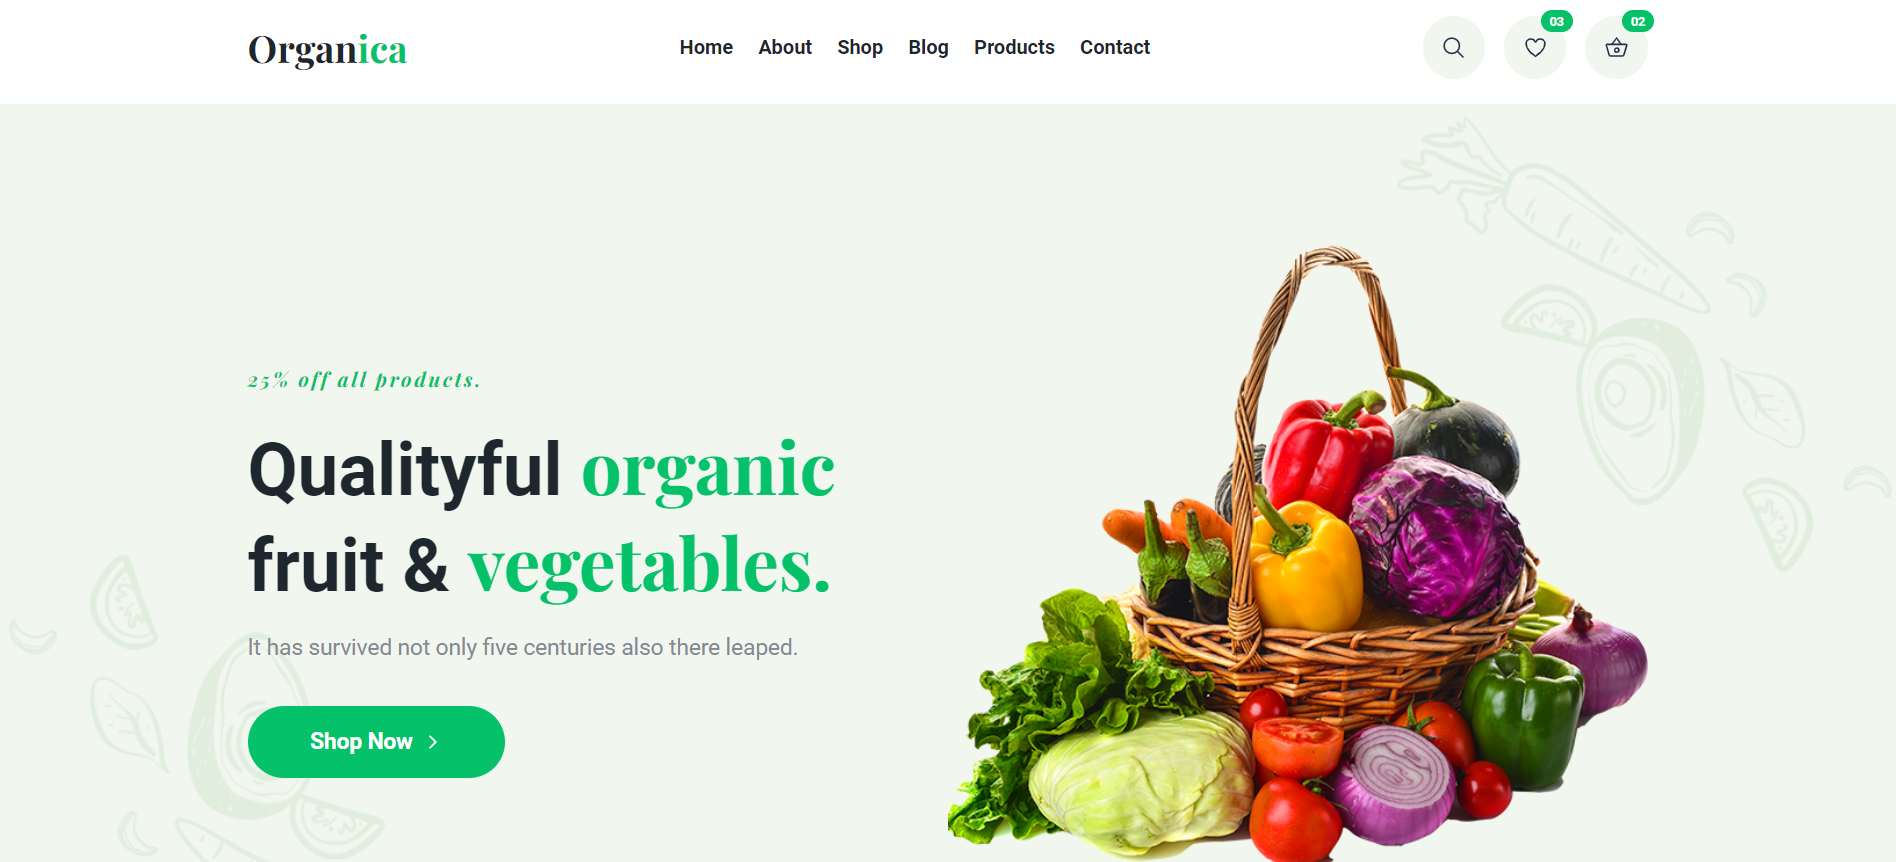 Organica
Home About Shop Blog Products Contact
03
02
25% off all products.
Qualityful organic
fruit & vegetables.
It has survived not only five centuries also there leaped.
Shop Now